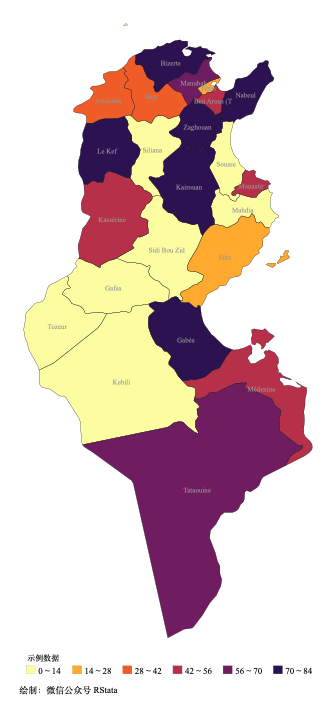 Bizerte
Manubah
Nabeul
Jendouba
Béja
Ben Arous (T
Zaghouan
Le Kef
Siliana
Sousse
Kairouan
Monastir
Mahdia
Kassérine
Sidi Bou Zid
Sfax
Gafsa
Tozeur
Gabès
Kebili
Médenine
Tataouine
示例数据
0 ~ 14 14 ~ 28 28 ~ 42 42 ~ 56 56 ~ 70 70 ~ 84
绘制：微信公众号 RStata